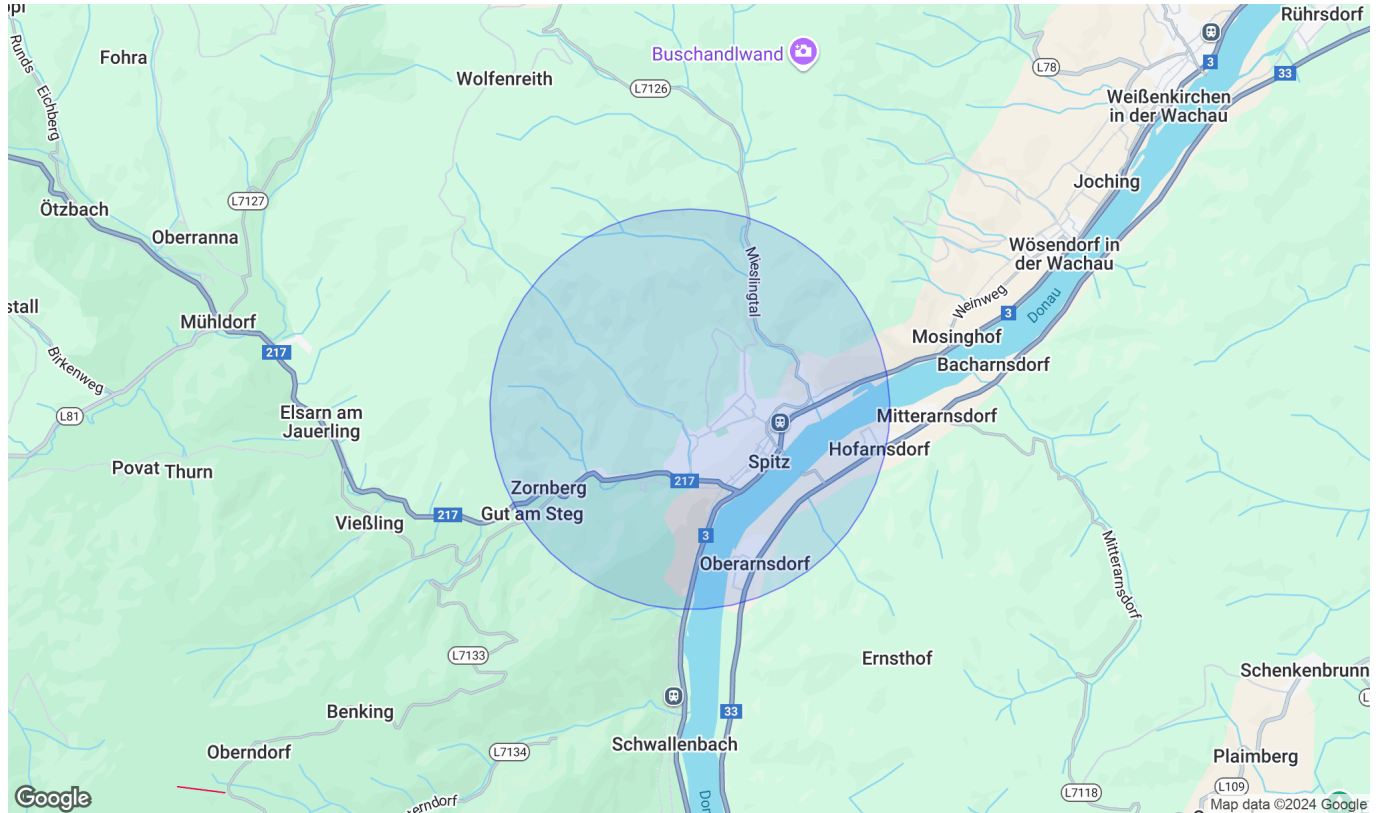 opl
Rührsdorf
Runds
Fohra
Buschandlwand
3
33
L78
Wolfenreith
L7126
Eichberg
Weißenkirchen
in der Wachau
Joching
L7127
Ötzbach
Oberranna
Wösendorf in
der Wachau
Mieslingtal
Weinweg
Donau
stall
Mühldorf
3
Mosinghof
217
Birkenweg
Bacharnsdorf
L81
Elsarn am
Jauerling
Mitterarnsdorf
Hofarnsdorf
Spitz
Povat
Thurn
217
Zornberg
Gut am Steg
217
Vießling
3
Oberarnsdorf
Mitterarnsdorf
L7133
Ernsthof
Schenkenbrunn
Benking
33
Schwallenbach
Oberndorf
L7134
Plaimberg
L109
L7118
Google
terndorf
Don
Map data ©2024 Google